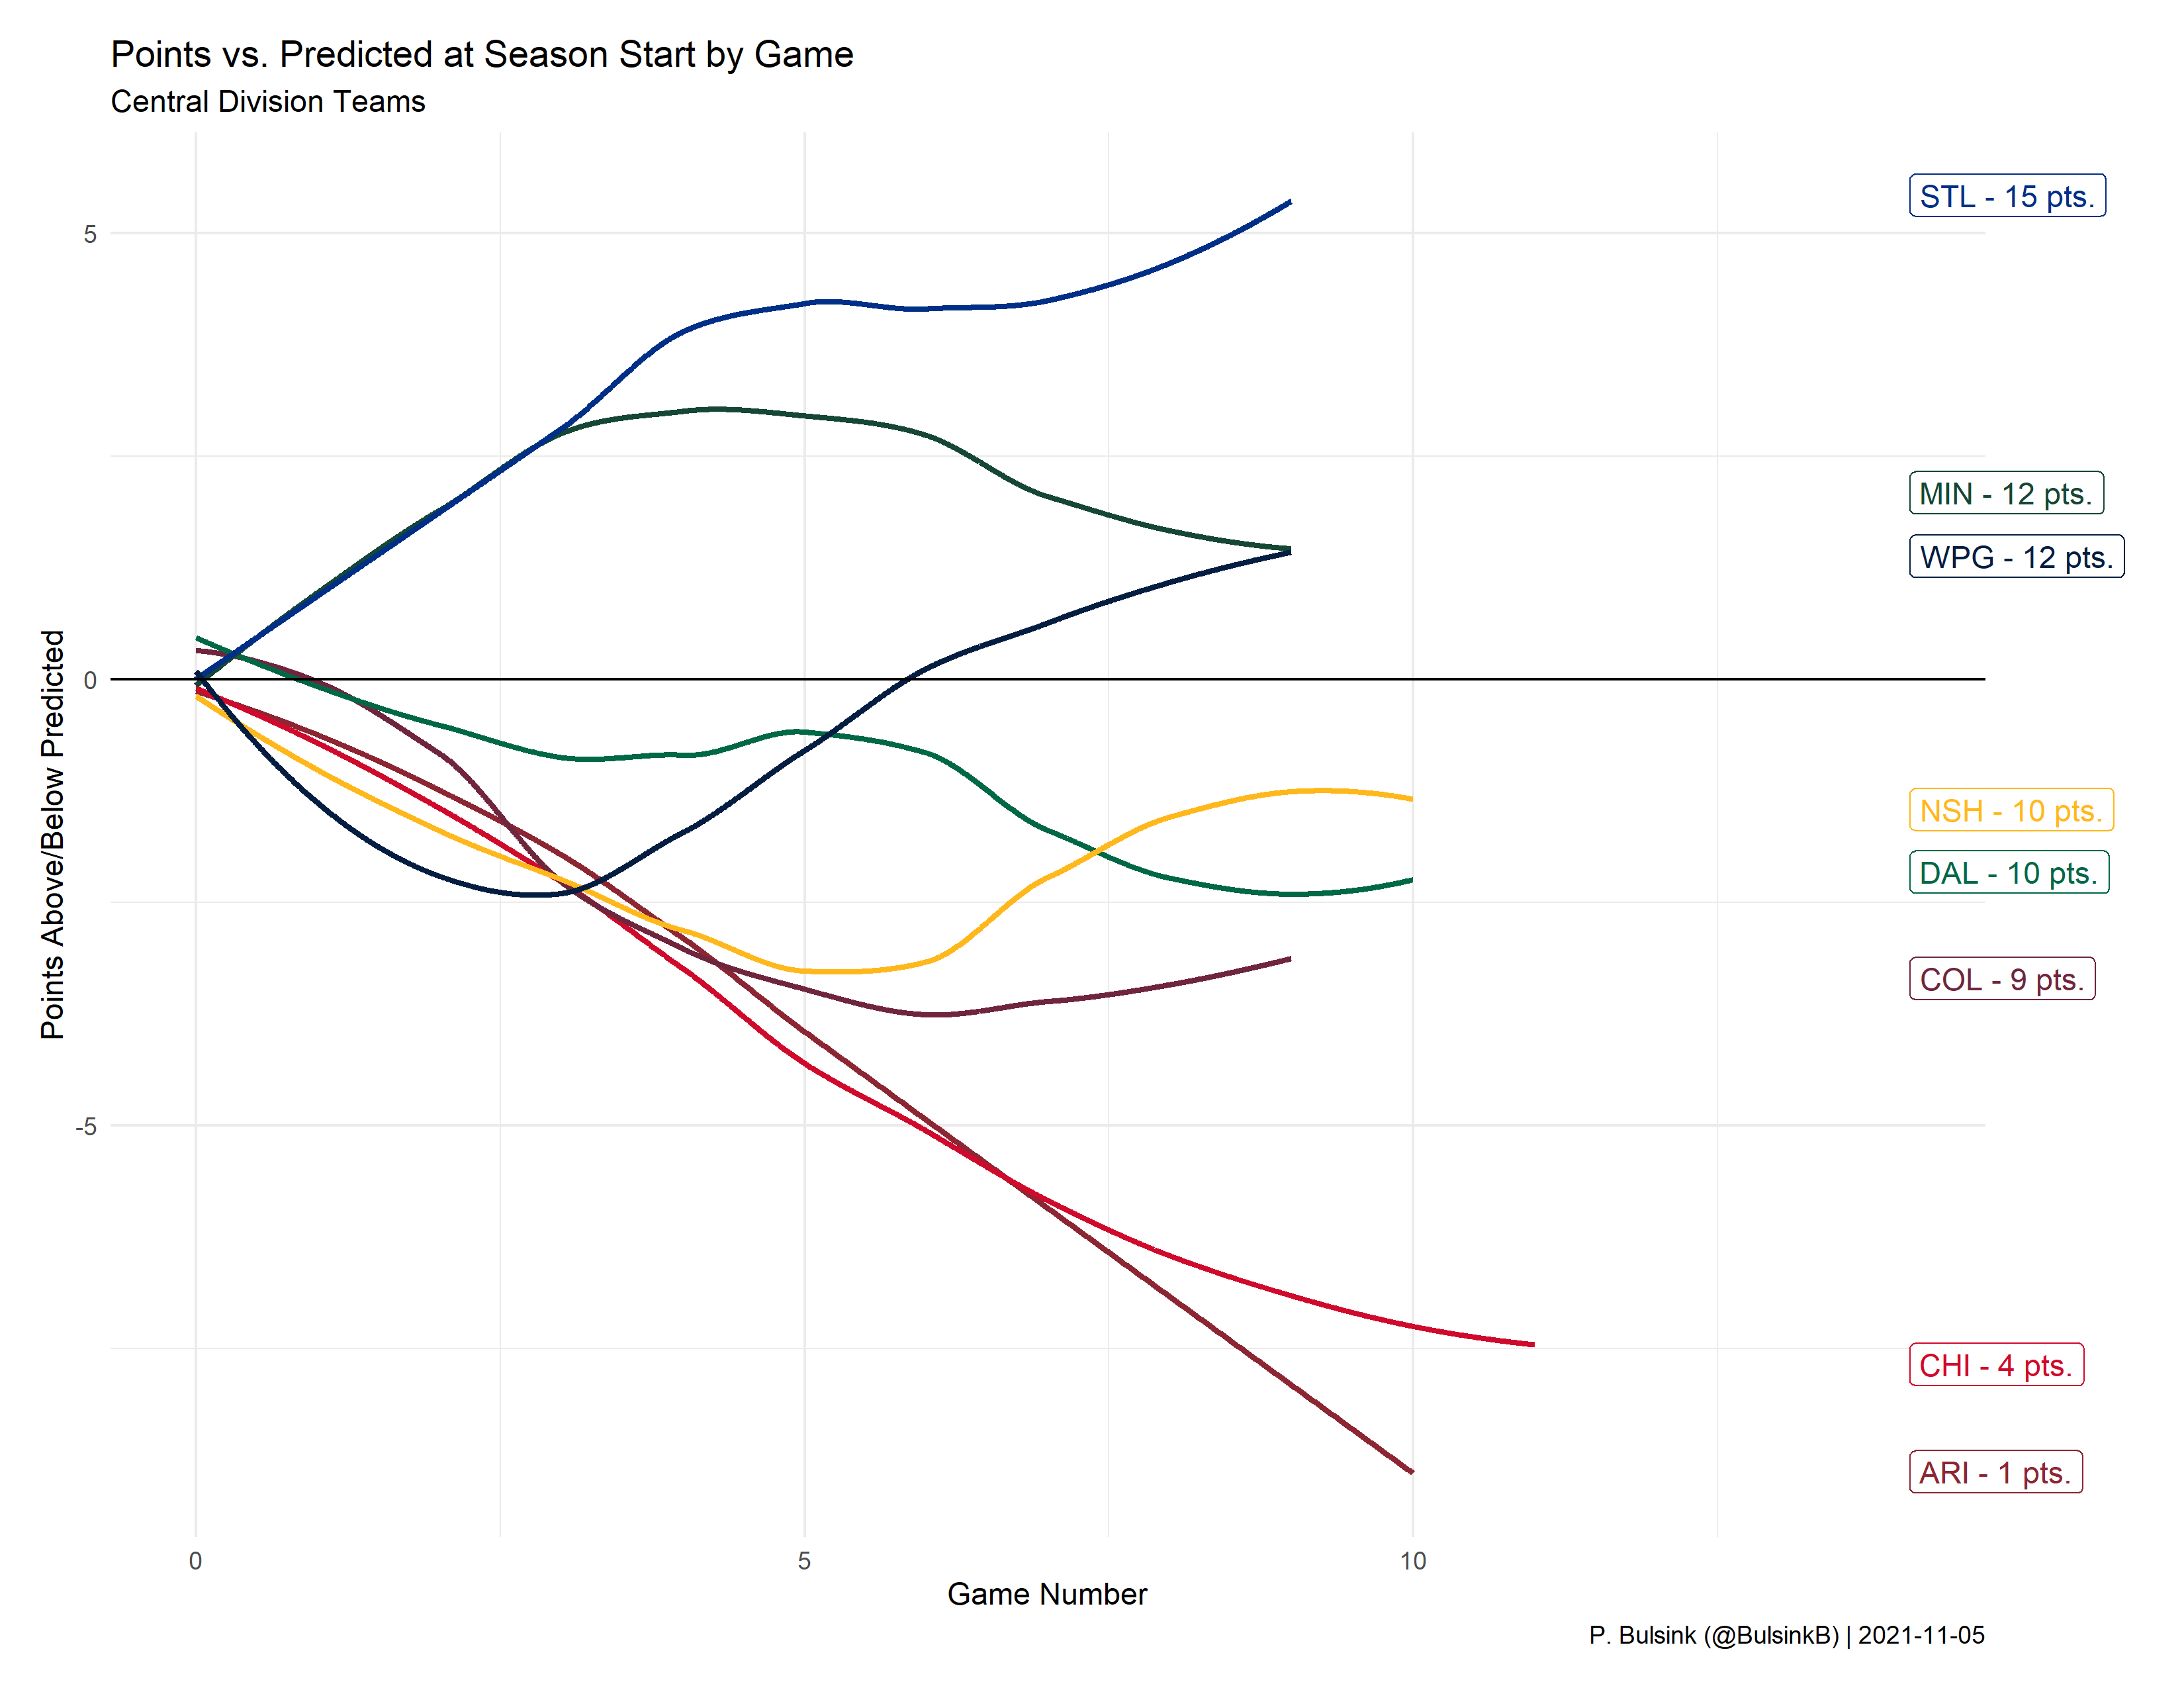 Points vs. Predicted at Season Start by Game
Central Division Teams
Points Above/Below Predicted
5
0
-5
STL - 15 pts.
MIN - 12 pts.
WPG - 12 pts.
NSH - 10 pts.
DAL - 10 pts.
COL - 9 pts.
CHI - 4 pts.
ARI - 1 pts.
0 5 10
Game Number
P. Bulsink (@BulsinkB) | 2021-11-05